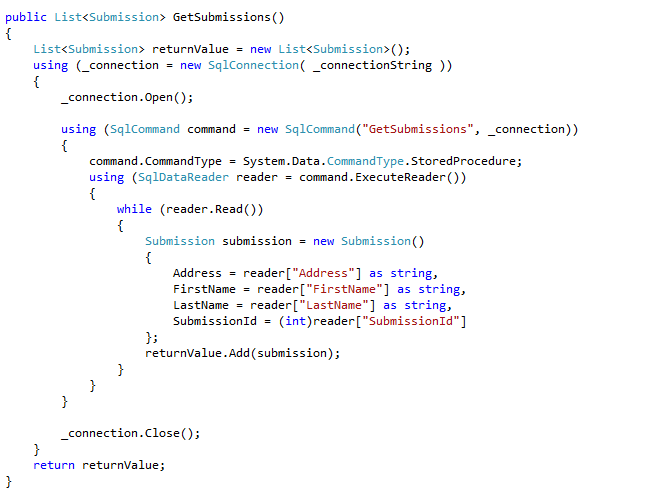 public List<Submission> GetSubmissions()
{
    List<Submission> returnValue = new List<Submission>();
    using (_connection = new SqlConnection( _connectionString ))
    {
        _connection.Open();

        using (SqlCommand command = new SqlCommand("GetSubmissions", _connection))
        {
            command.CommandType = System.Data.CommandType.StoredProcedure;
            using (SqlDataReader reader = command.ExecuteReader())
            {
                while (reader.Read())
                {
                    Submission submission = new Submission()
                    {
                        Address = reader["Address"] as string,
                        FirstName = reader["FirstName"] as string,
                        LastName = reader["LastName"] as string,
                        SubmissionId = (int)reader["SubmissionId"]
                    };
                    returnValue.Add(submission);
                }
            }
        }

        _connection.Close();
    }
    return returnValue;
}